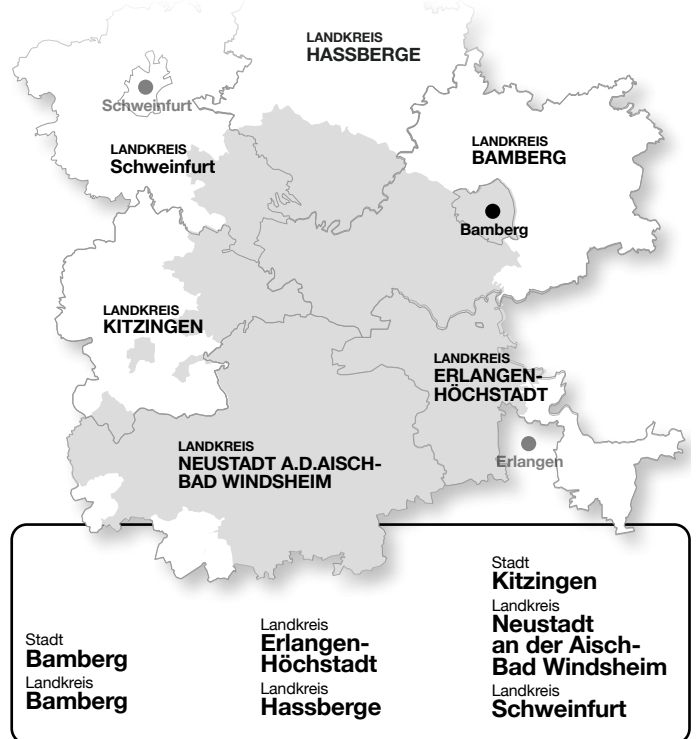 LANDKREIS
HASSBERGE
Schweinfurt
LANDKREIS
Schweinfurt
LANDKREIS
BAMBERG
Bamberg
LANDKREIS
KITZINGEN
LANDKREIS
ERLANGEN-
HÖCHSTADT
LANDKREIS
NEUSTADT A.D.AISCH-
BAD WINDSHEIM
Erlangen
Stadt
Bamberg
Landkreis
Bamberg
Landkreis
Erlangen-
Höchstadt
Landkreis
Hassberge
Stadt
Kitzingen
Landkreis
Neustadt
an der Aisch-
Bad Windsheim
Landkreis
Schweinfurt